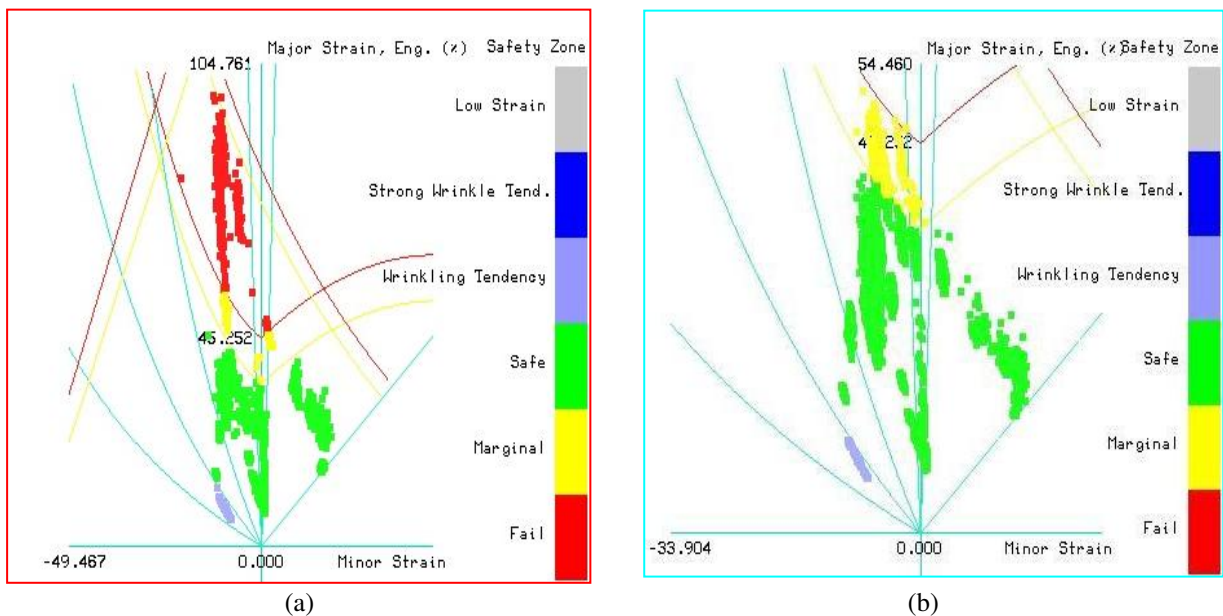 Major Strain, Eng. (%) Safety Zone
104.761
Low Strain
Strong Wrinkle Tend.
Wrinkling Tendency
45.252
Safe
Marginal
Fail
-49.467 0.000 Minor Strain
(a)
Major Strain, Eng. (%) Safety Zone
54.460
Low Strain
Strong Wrinkle Tend.
Wrinkling Tendency
Safe
Marginal
Fail
-33.904 0.000 Minor Strain
(b)